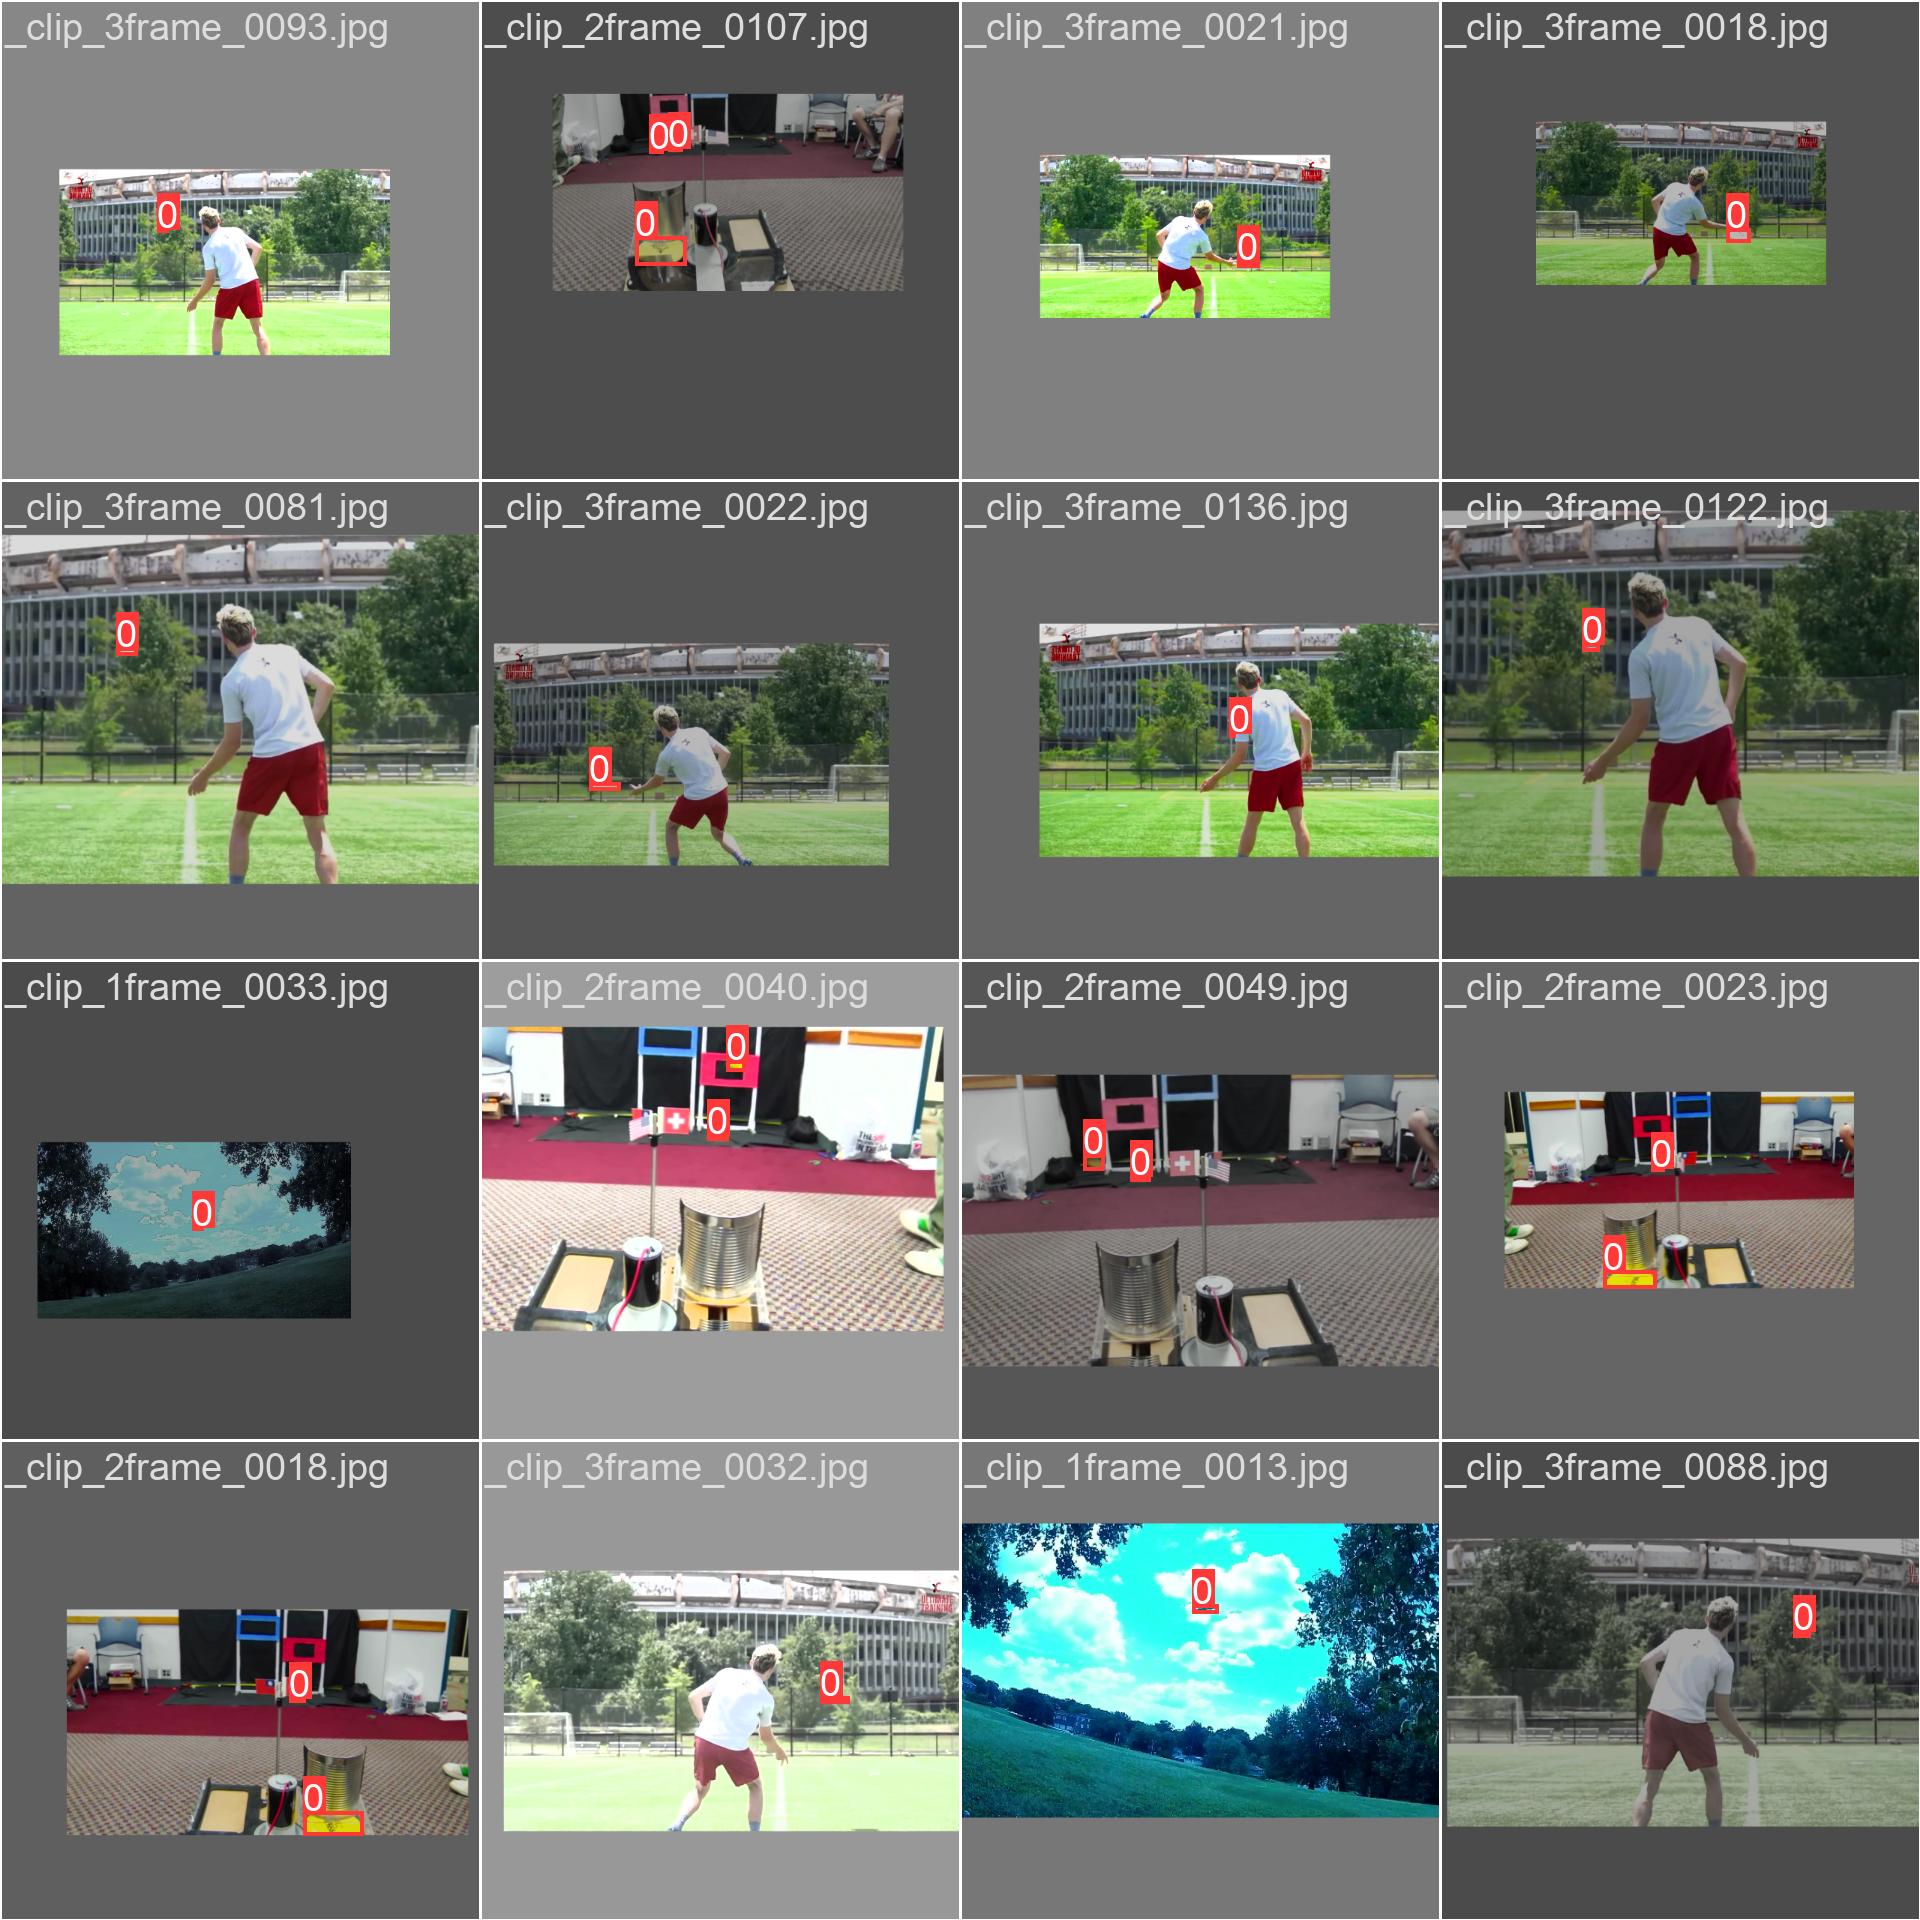 _clip_3frame_0093.jpg
_clip_2frame_0107.jpg
_clip_3frame_0021.jpg
_clip_3frame_0018.jpg
0
00
0
0
0
_clip_3frame_0081.jpg
_clip_3frame_0022.jpg
_clip_3frame_0136.jpg
_clip_3frame_0122.jpg
0
0
0
0
_clip_1frame_0033.jpg
_clip_2frame_0040.jpg
_clip_2frame_0049.jpg
_clip_2frame_0023.jpg
0
0
0
0
0
0
0
_clip_2frame_0018.jpg
_clip_3frame_0032.jpg
_clip_1frame_0013.jpg
_clip_3frame_0088.jpg
0
0
0
0
0